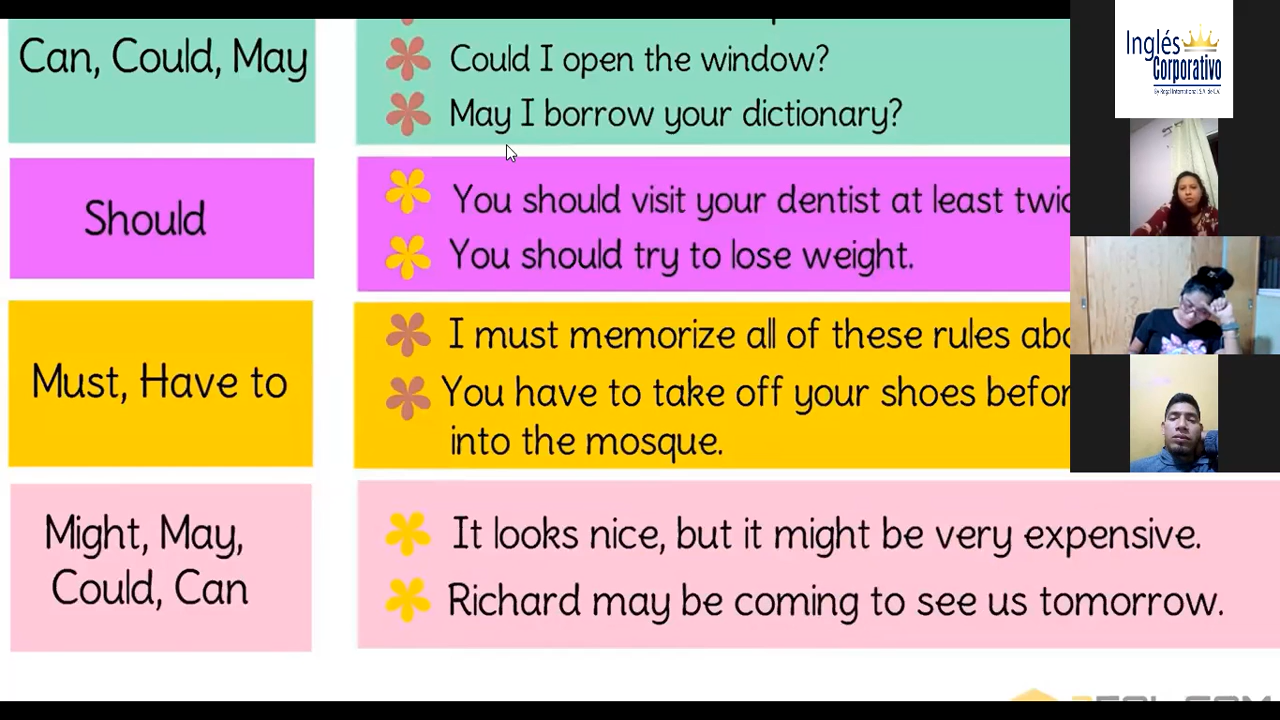 Can, Could, May
Could I open the window?
May I borrow your dictionary?
Should
You should visit your dentist at least
You should try to lose weight.
Must, Have to
I must memorize all of these rules
You have to take off your shoes
into the mosque.
Might, May,
Could, Can
It looks nice, but it might be very expensive.
Richard may be coming to see us tomorrow.
Inglés
Corporativo